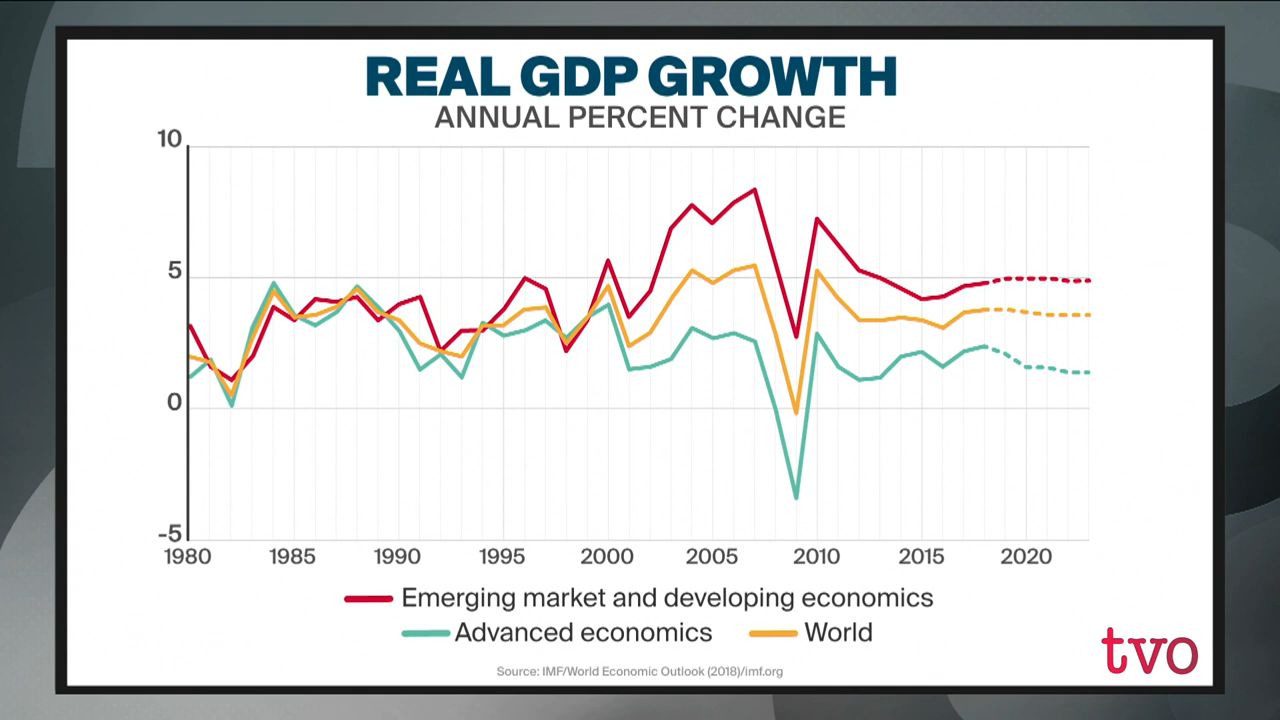 REAL GDP GROWTH
ANNUAL PERCENT CHANGE
10
5
0
-5
1980 1985 1990 1995 2000 2005 2010 2015 2020
Emerging market and developing economics
Advanced economics World
Source: IMF/World Economic Outlook (2018)/imf.org
tvo